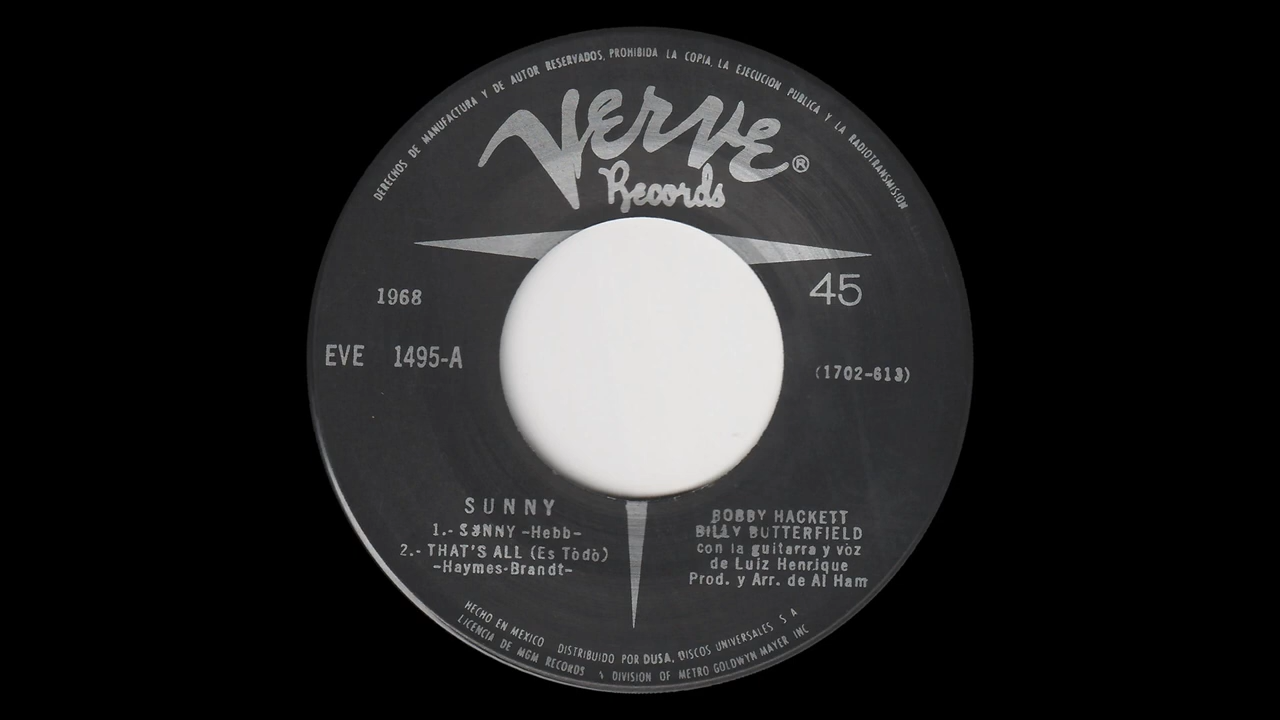 DERECHOS DE MANUFACTURA Y DE AUTOR RESERVADOS, PROHIBIDA LA COPIA, LA EJECUCION PUBLICA Y LA RADIOTRANSMISIÓN
Verve ®
Records
1968
45
EVE 1495-A
(1702-613)
SUNNY
1.- SUNNY -Hebb-
2.- THAT'S ALL (Es Tòdò)
-Haymes-Brandt-
BOBBY HACKETT
BILLY BUTTERFIELD
con la guitarra y vòz
de Luiz Henrique
Prod. y Arr. de Al Ham
HECHO EN MEXICO DISTRIBUIDO POR DUSA, DISCOS UNIVERSALES, S A
LICENCIA DE MGM RECORDS DIVISION OF METRO GOLDWYN MAYER INC